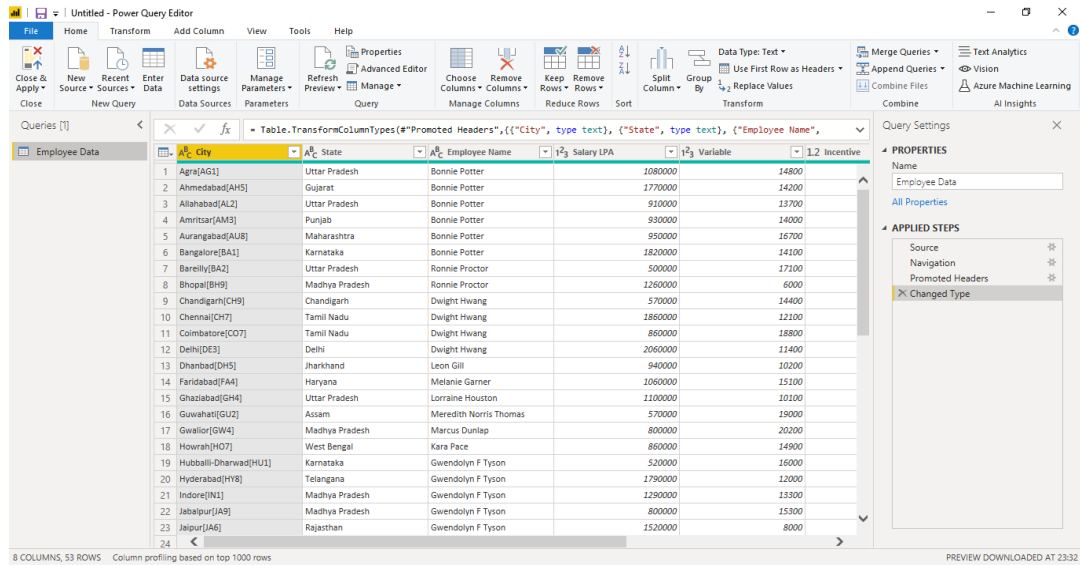 Untitled - Power Query Editor
File Home Transform Add Column View Tools Help
Close & Apply
New Source
Recent Sources
Enter Data
Data source settings
Manage Parameters
Refresh Preview
Properties
Advanced Editor
Manage
Choose Columns
Remove Columns
Keep Rows
Remove Rows
Split Column
Group By
Data Type: Text
Use First Row as Headers
1 2 Replace Values
Merge Queries
Append Queries
Combine Files
Text Analytics
Vision
Azure Machine Learning
Close New Query Data Sources Parameters Query Manage Columns Reduce Rows Sort Transform Combine AI Insights
Queries [1]
Employee Data
fx = Table.TransformColumnTypes(#"Promoted Headers",{{"City", type text}, {"State", type text}, {"Employee Name",
ABC City ABC State ABC Employee Name 123 Salary LPA 123 Variable 1.2 Incentive
1 Agra[AG1] Uttar Pradesh Bonnie Potter 1080000 14800
2 Ahmedabad[AH5] Gujarat Bonnie Potter 1770000 14200
3 Allahabad[AL2] Uttar Pradesh Bonnie Potter 910000 13700
4 Amritsar[AM3] Punjab Bonnie Potter 930000 14000
5 Aurangabad[AU8] Maharashtra Bonnie Potter 950000 16700
6 Bangalore[BA1] Karnataka Bonnie Potter 1820000 14100
7 Bareilly[BA2] Uttar Pradesh Ronnie Proctor 500000 17100
8 Bhopal[BH9] Madhya Pradesh Ronnie Proctor 1260000 6000
9 Chandigarh[CH9] Chandigarh Dwight Hwang 570000 14400
10 Chennai[CH7] Tamil Nadu Dwight Hwang 1860000 12100
11 Coimbatore[CO7] Tamil Nadu Dwight Hwang 860000 18800
12 Delhi[DE3] Delhi Dwight Hwang 2060000 11400
13 Dhanbad[DH5] Jharkhand Leon Gill 940000 10200
14 Faridabad[FA4] Haryana Melanie Garner 1060000 15100
15 Ghaziabad[GH4] Uttar Pradesh Lorraine Houston 1100000 10100
16 Guwahati[GU2] Assam Meredith Norris Thomas 570000 19000
17 Gwalior[GW4] Madhya Pradesh Marcus Dunlap 800000 20200
18 Howrah[HO7] West Bengal Kara Pace 860000 14900
19 Hubballi-Dharwad[HU1] Karnataka Gwendolyn F Tyson 520000 16000
20 Hyderabad[HY8] Telangana Gwendolyn F Tyson 1790000 12000
21 Indore[IN1] Madhya Pradesh Gwendolyn F Tyson 1290000 13300
22 Jabalpur[JA9] Madhya Pradesh Gwendolyn F Tyson 800000 15300
23 Jaipur[JA6] Rajasthan Gwendolyn F Tyson 1520000 8000
24
Query Settings
PROPERTIES
Name
Employee Data
All Properties
APPLIED STEPS
Source
Navigation
Promoted Headers
Changed Type
8 COLUMNS, 53 ROWS Column profiling based on top 1000 rows PREVIEW DOWNLOADED AT 23:32